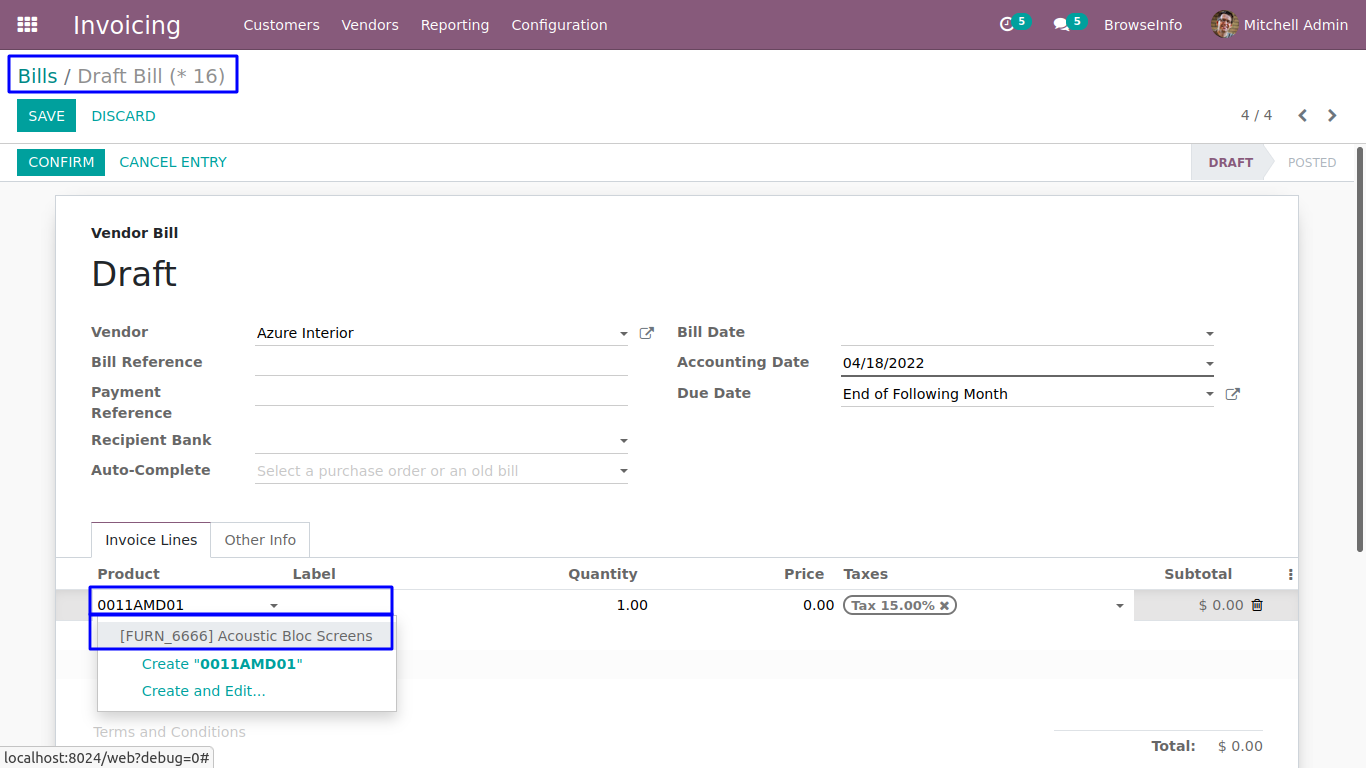 Invoicing Customers Vendors Reporting Configuration 5 5 BrowseInfo Mitchell Admin
Bills / Draft Bill (* 16)
SAVE DISCARD 4 / 4
CONFIRM CANCEL ENTRY DRAFT POSTED
Vendor Bill
Draft
Vendor Azure Interior Bill Date
Bill Reference Accounting Date 04/18/2022
Payment
Reference
Due Date End of Following Month
Recipient Bank
Auto-Complete Select a purchase order or an old bill
Invoice Lines Other Info
Product Label Quantity Price Taxes Subtotal
0011AMD01 1.00 0.00 Tax 15.00% $ 0.00
[FURN_6666] Acoustic Bloc Screens
Create "0011AMD01"
Create and Edit...
Terms and Conditions
Total: $ 0.00
localhost:8024/web?debug=0#